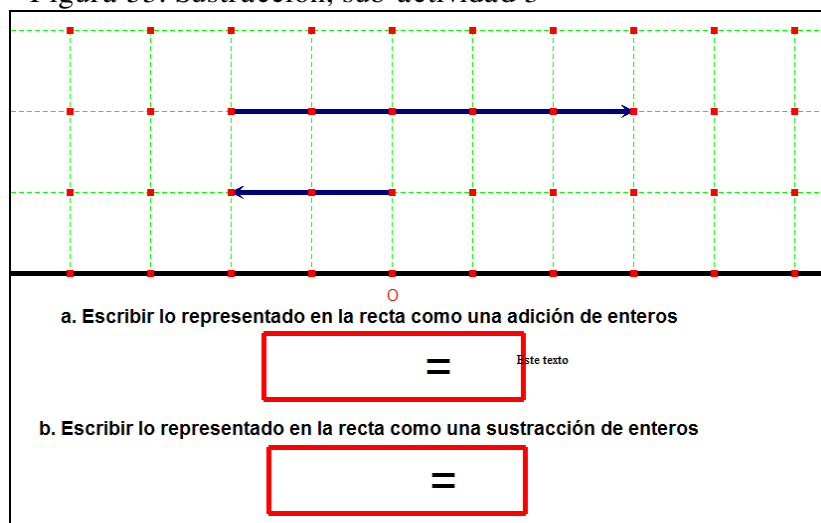 Figura 33. Sustracción, sub-actividad 3
O
a. Escribir lo representado en la recta como una adición de enteros
=
Este texto
b. Escribir lo representado en la recta como una sustracción de enteros
=